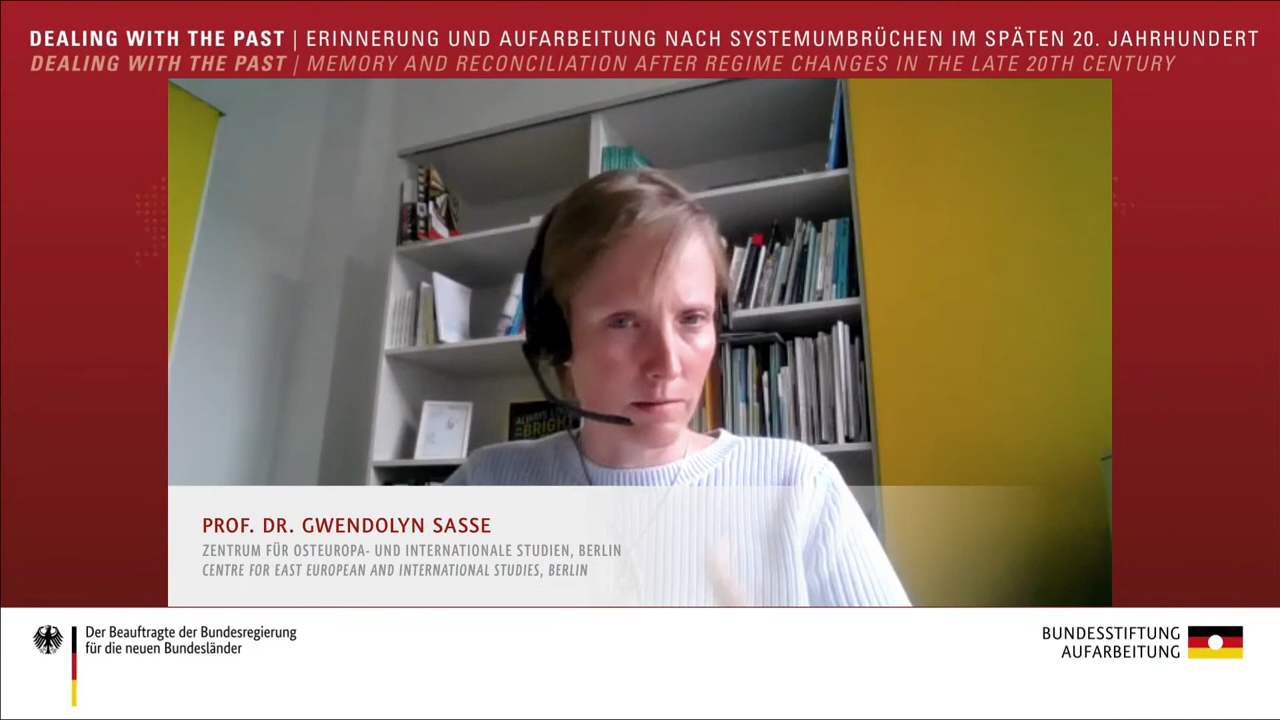 DEALING WITH THE PAST | ERINNERUNG UND AUFARBEITUNG NACH SYSTEMUMBRÜCHEN IM SPÄTEN 20. JAHRHUNDERT
DEALING WITH THE PAST | MEMORY AND RECONCILIATION AFTER REGIME CHANGES IN THE LATE 20TH CENTURY
ALWAYS
BRIGHT
PROF. DR. GWENDOLYN SASSE
ZENTRUM FÜR OSTEUROPA- UND INTERNATIONALE STUDIEN, BERLIN
CENTRE FOR EAST EUROPEAN AND INTERNATIONAL STUDIES, BERLIN
Der Beauftragte der Bundesregierung
für die neuen Bundesländer
BUNDESSTIFTUNG
AUFARBEITUNG